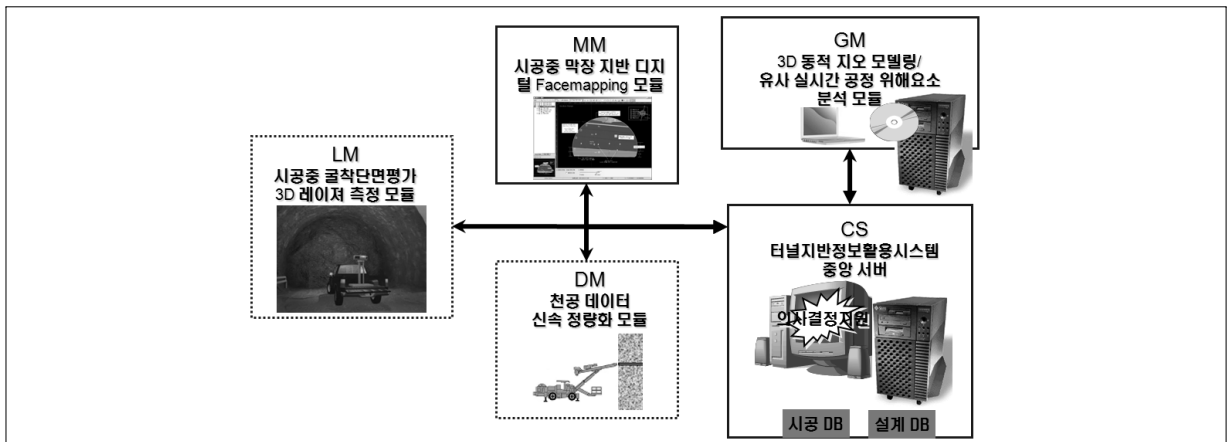 MM
시공중 막장 지반 디지
털 Facemapping 모듈
GM
3D 동적 지오 모델링/
유사 실시간 공정 위해요소
분석 모듈
LM
시공중 굴착단면평가
3D 레이져 측정 모듈
DM
천공 데이터
신속 정량화 모듈
CS
터널지반정보활용시스템
중앙 서버
의사결정지원
시공 DB
설계 DB